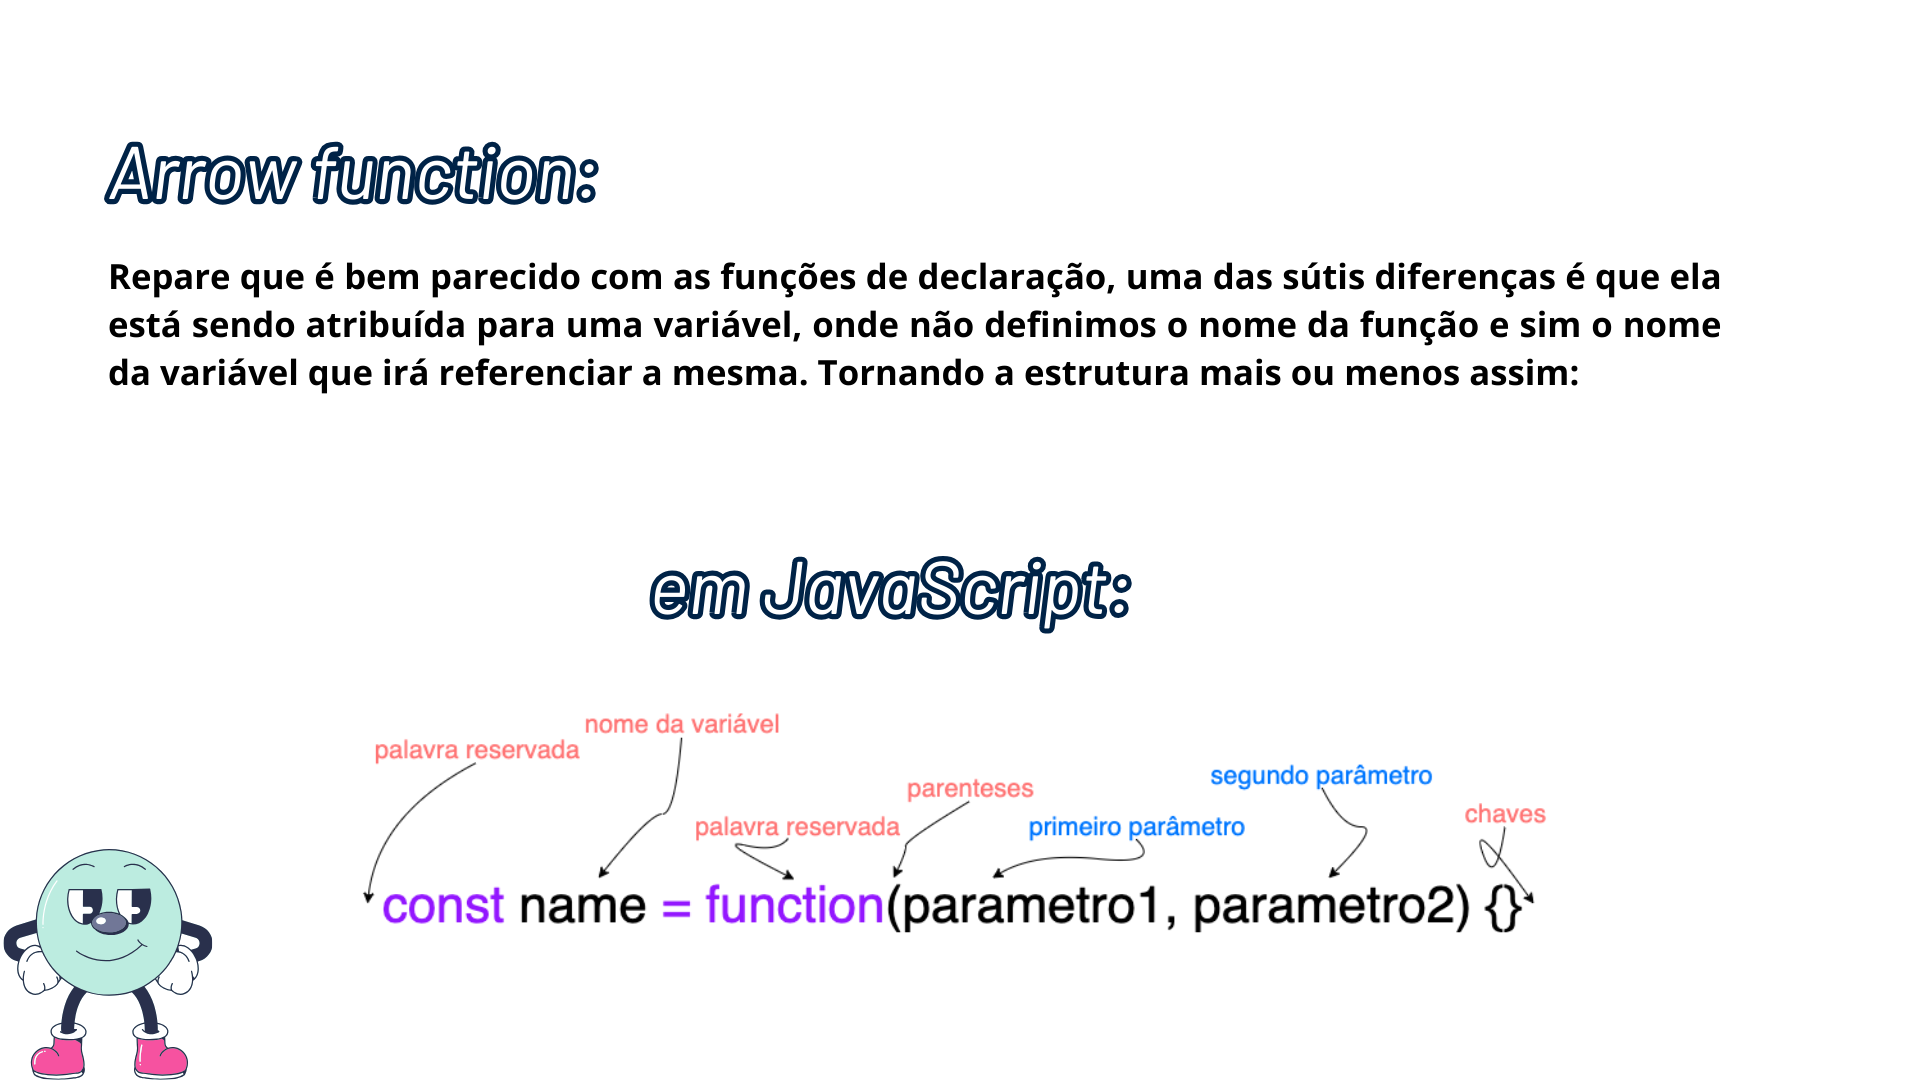 Arrow function:
Repare que é bem parecido com as funções de declaração, uma das sútis diferenças é que ela
está sendo atribuída para uma variável, onde não definimos o nome da função e sim o nome
da variável que irá referenciar a mesma. Tornando a estrutura mais ou menos assim:
em JavaScript:
nome da variável
palavra reservada
segundo parâmetro
parenteses
chaves
palavra reservada
primeiro parâmetro
const name = function(parametro1, parametro2) {}